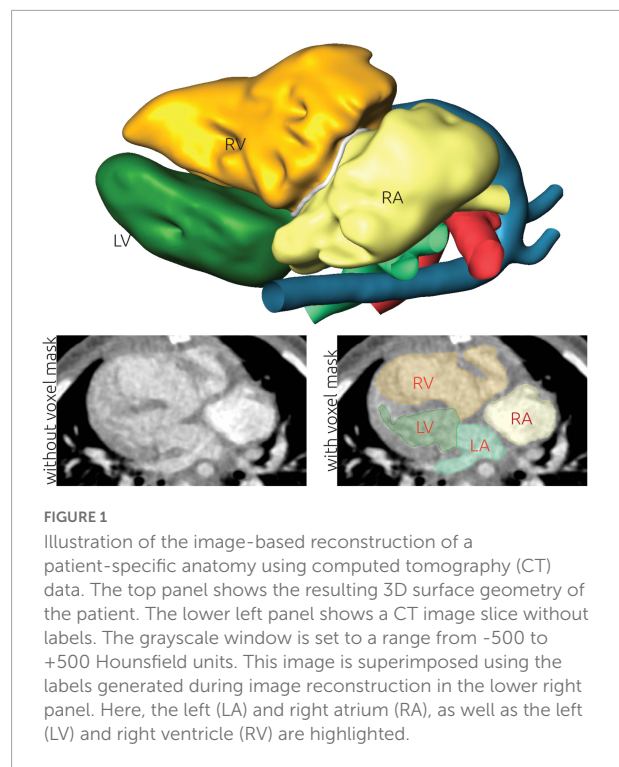 RV
RA
LV
without voxel mask
with voxel mask
RV
LV
LA
RA
FIGURE 1
Illustration of the image-based reconstruction of a
patient-specific anatomy using computed tomography (CT)
data. The top panel shows the resulting 3D surface geometry of
the patient. The lower left panel shows a CT image slice without
labels. The grayscale window is set to a range from -500 to
+500 Hounsfield units. This image is superimposed using the
labels generated during image reconstruction in the lower right
panel. Here, the left (LA) and right atrium (RA), as well as the left
(LV) and right ventricle (RV) are highlighted.